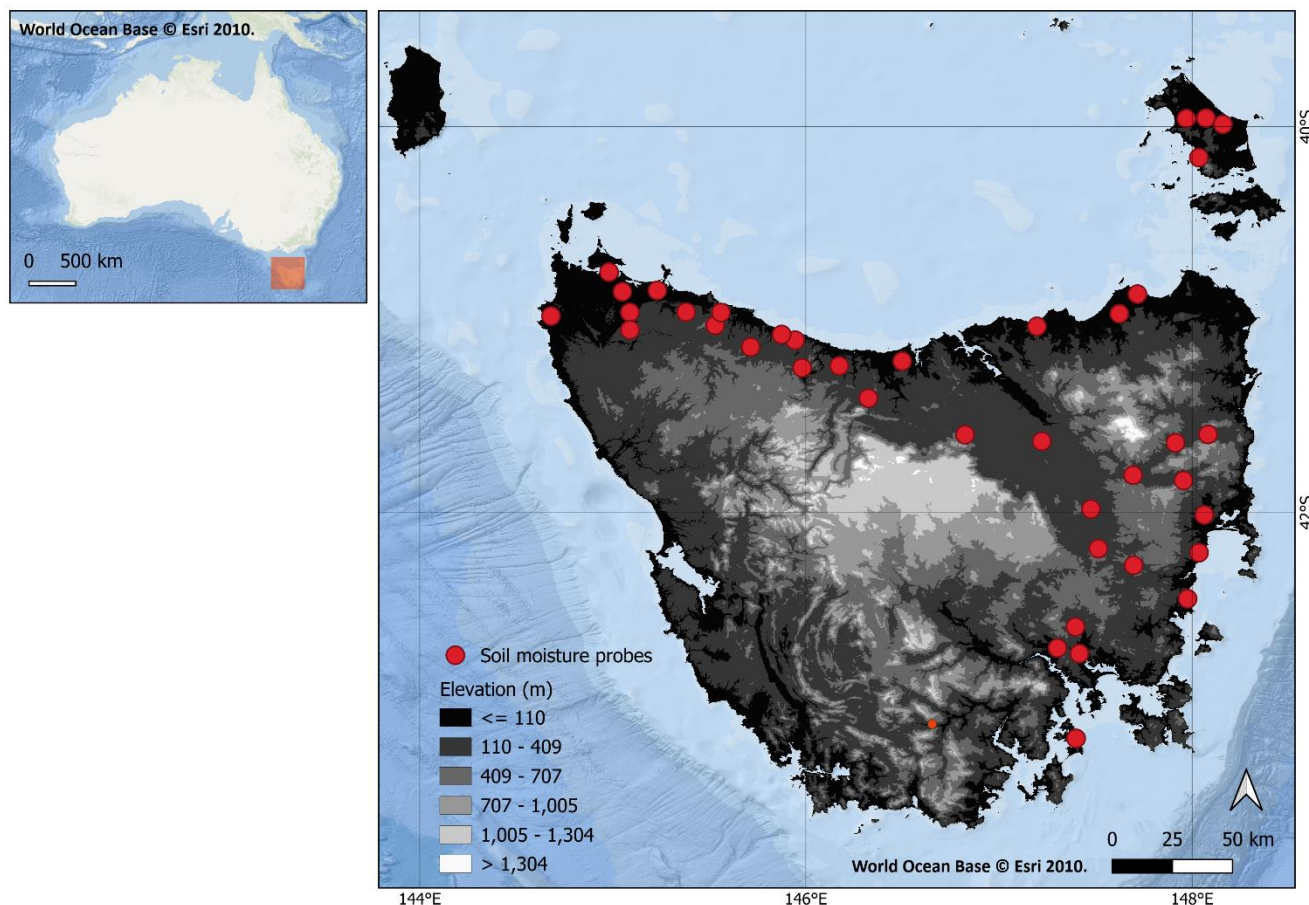 World Ocean Base © Esri 2010.
0 500 km
40°S
42°S
Soil moisture probes
Elevation (m)
<= 110
110 - 409
409 - 707
707 - 1,005
1,005 - 1,304
> 1,304
0 25 50 km
World Ocean Base © Esri 2010.
144°E 146°E 148°E